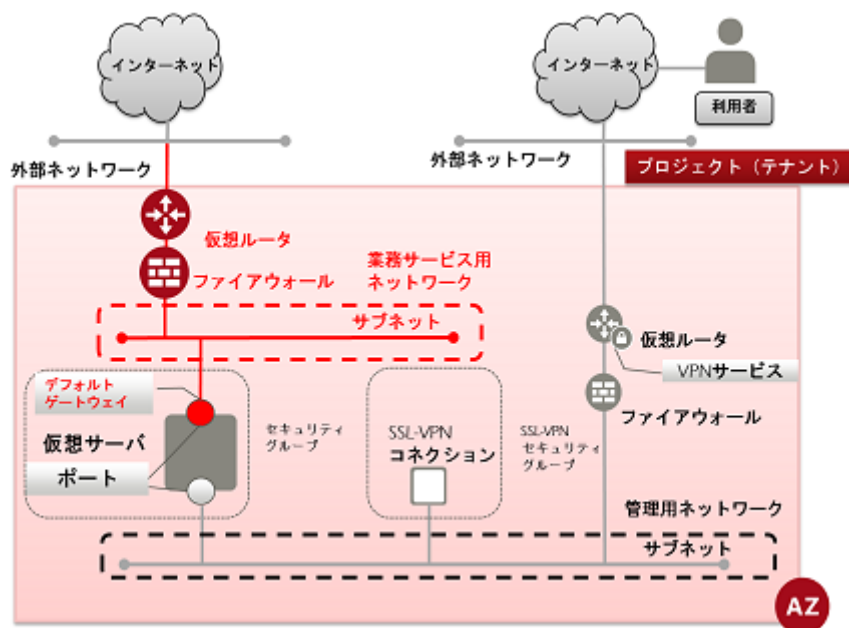 インターネット
インターネット
利用者
外部ネットワーク
外部ネットワーク
プロジェクト（テナント）
仮想ルータ
ファイアウォール
業務サービス用
ネットワーク
サブネット
仮想ルータ
VPNサービス
デフォルト
ゲートウェイ
セキュリティ
グループ
仮想サーバ
ポート
SSL-VPN
コネクション
SSL-VPN
セキュリティ
グループ
ファイアウォール
管理用ネットワーク
サブネット
AZ